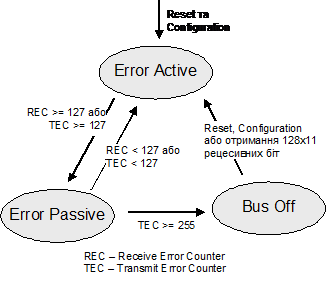 Reset та
Configuration
Error Active
REC >= 127 або
TEC >= 127
REC < 127 або
TEC < 127
Reset, Configuration
або отримання 128x11
рецесивних біт
Error Passive
Bus Off
TEC >= 255
REC – Receive Error Counter
TEC – Transmit Error Counter